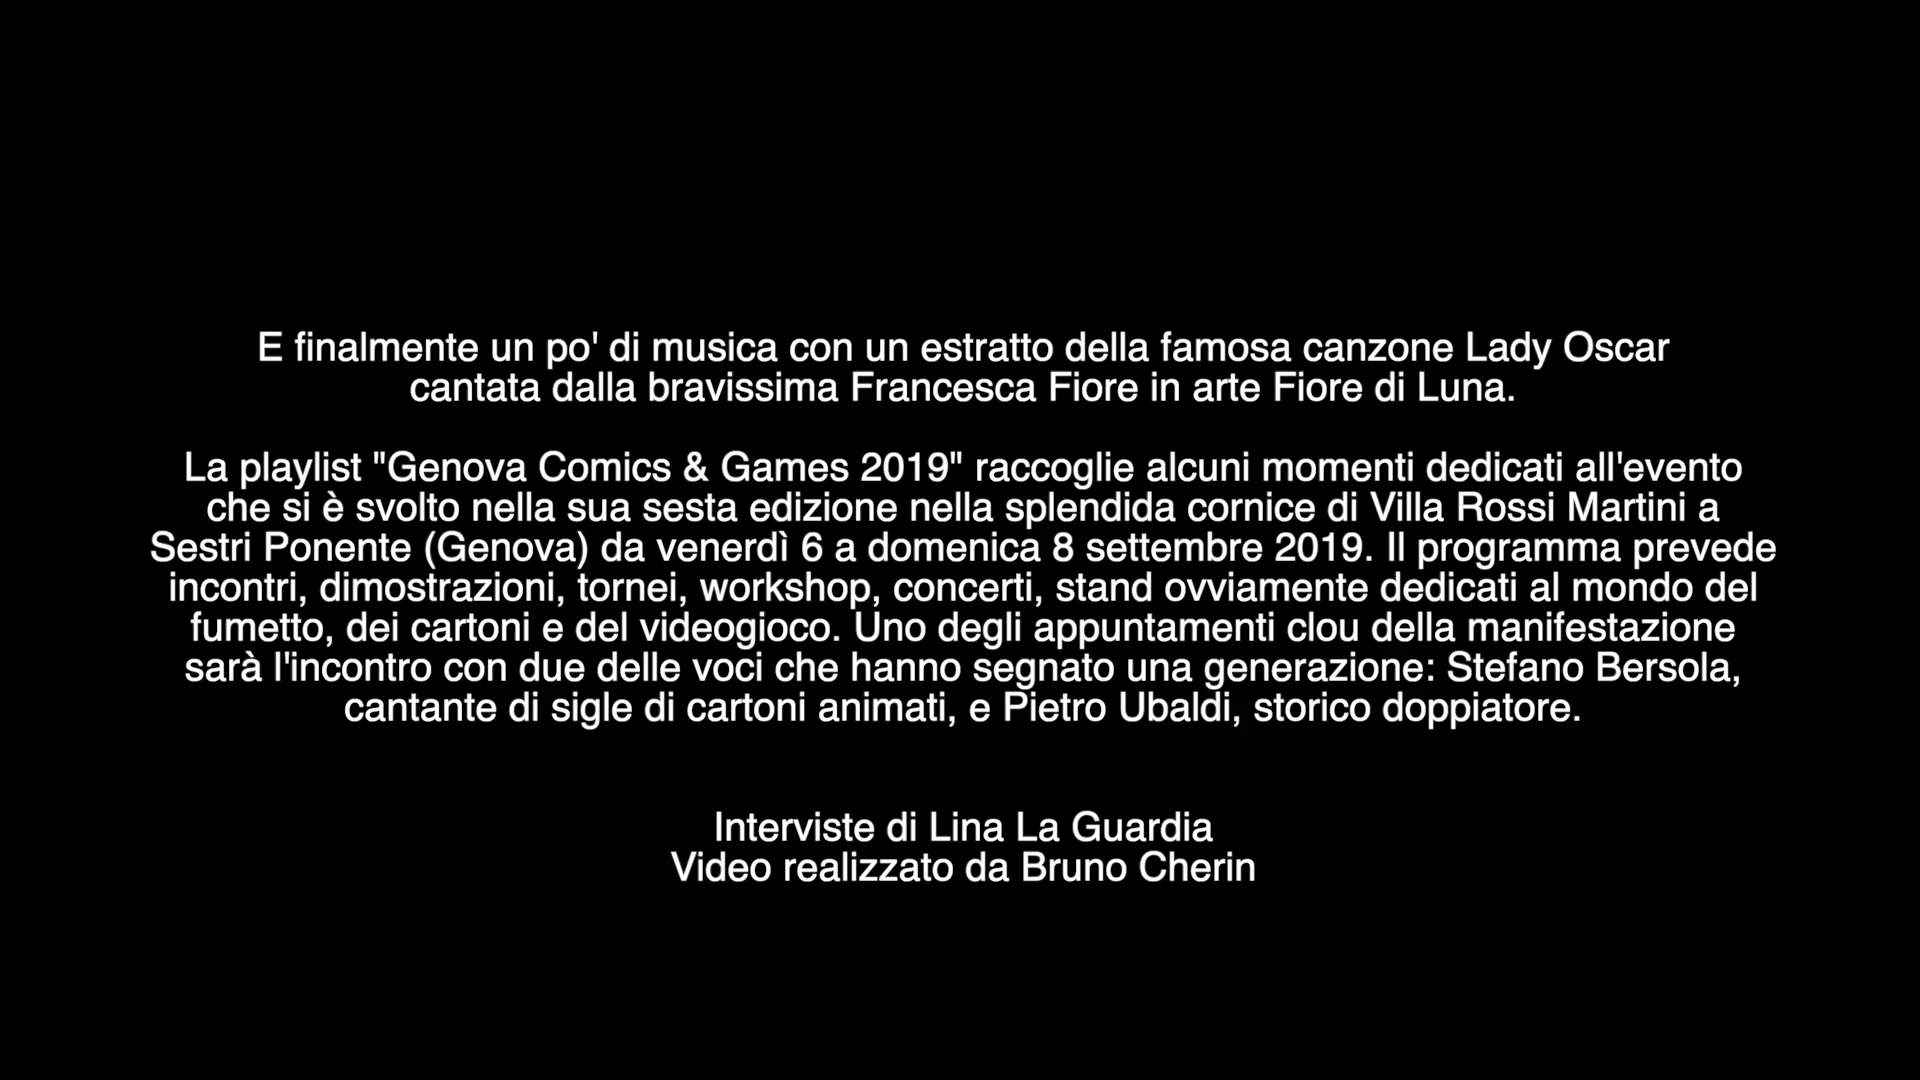 E finalmente un po' di musica con un estratto della famosa canzone Lady Oscar
cantata dalla bravissima Francesca Fiore in arte Fiore di Luna.
La playlist "Genova Comics & Games 2019" raccoglie alcuni momenti dedicati all'evento
che si è svolto nella sua sesta edizione nella splendida cornice di Villa Rossi Martini a
Sestri Ponente (Genova) da venerdì 6 a domenica 8 settembre 2019. Il programma prevede
incontri, dimostrazioni, tornei, workshop, concerti, stand ovviamente dedicati al mondo del
fumetto, dei cartoni e del videogioco. Uno degli appuntamenti clou della manifestazione
sarà l'incontro con due delle voci che hanno segnato una generazione: Stefano Bersola,
cantante di sigle di cartoni animati, e Pietro Ubaldi, storico doppiatore.
Interviste di Lina La Guardia
Video realizzato da Bruno Cherin